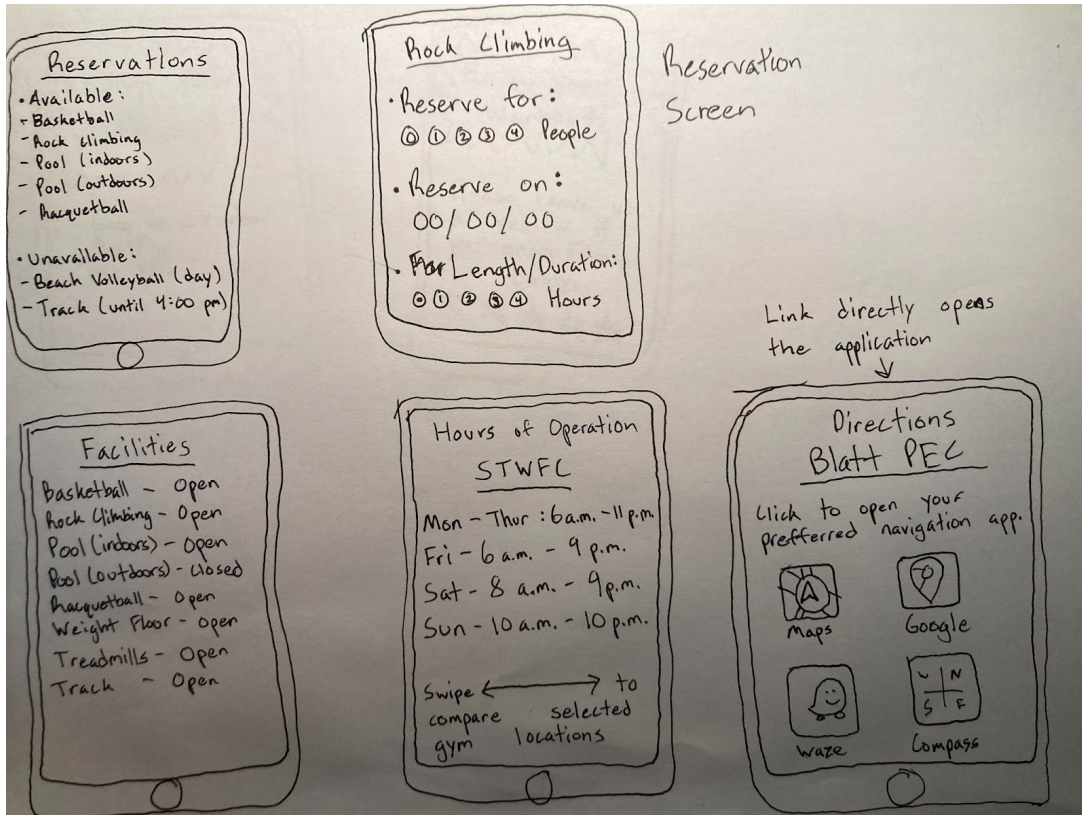 Reservations
• Available:
- Basketball
- Rock climbing
- Pool (indoors)
- Pool (outdours)
- Racquetball
• Unavailable:
- Beach Volleyball (day)
- Track (until 4:00 pm)
Rock Climbing
• Reserve for:
0 1 2 3 4 People
• Reserve on:
00/00/00
• Length/Duration:
0 1 2 3 4 Hours
Reservation
Screen
Facilities
Basketball - Open
Rock Climbing - Open
Pool (indoors) - Open
Pool (outdoors) - Closed
Racquetball - Open
Weight Floor - Open
Treadmills - Open
Track - Open
Hours of Operation
STWFC
Mon - Thur : 6 a.m. - 11 p.m.
Fri - 6 a.m. - 9 p.m.
Sat - 8 a.m. - 9 p.m.
Sun - 10 a.m. - 10 p.m.
Swipe ←→ to
compare selected
gym locations
Link directly opens
the application
↓
Directions
Blatt PEC
Click to open your
prefferred navigation app.
Maps
Google
N
S E
Waze
Compass